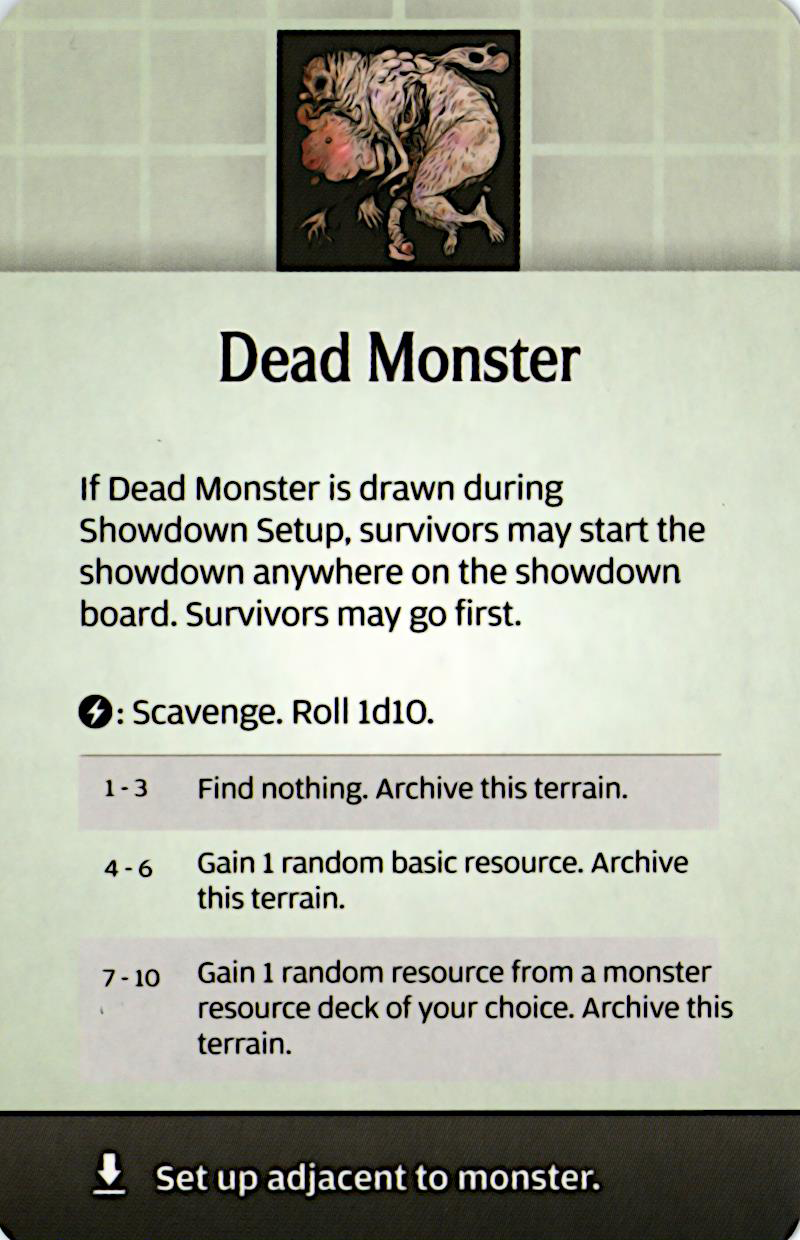 Dead Monster
If Dead Monster is drawn during
Showdown Setup, survivors may start the
showdown anywhere on the showdown
board. Survivors may go first.
: Scavenge. Roll 1d10.
1 - 3 Find nothing. Archive this terrain.
4 - 6 Gain 1 random basic resource. Archive
this terrain.
7 - 10 Gain 1 random resource from a monster
resource deck of your choice. Archive this
terrain.
Set up adjacent to monster.